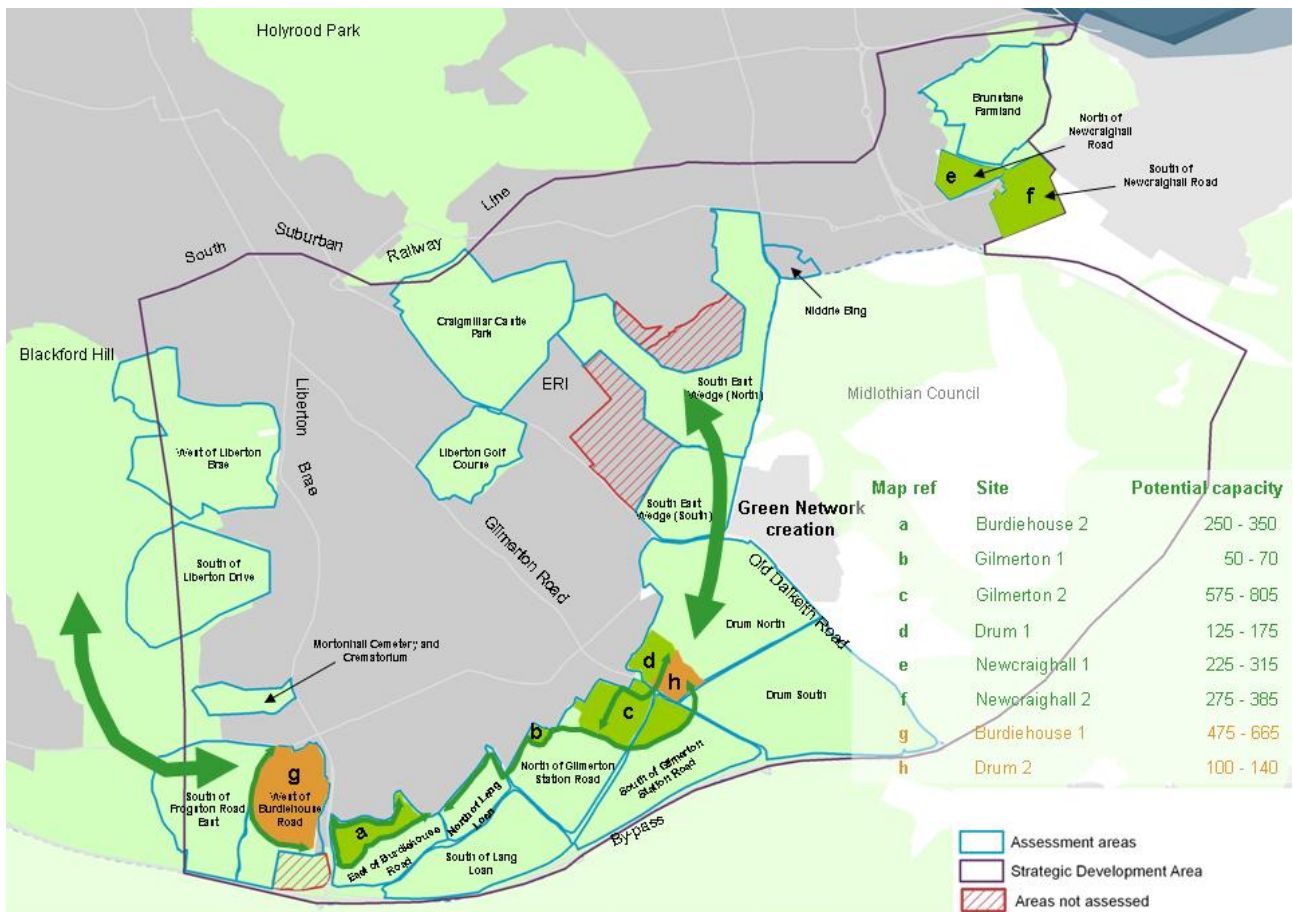 Holyrood Park
Brunstane
Farmland
North of
Newcraighall
Road
South of
Newcraighall Road
e
f
South
Suburban
Railway
Line
Niddrie Bing
Craigmillar Castle
Park
Blackford Hill
ERI
South East
Wedge (North)
Midlothian Council
Liberton
Brae
West of Liberton
Brae
Liberton Golf
Course
South East
Wedge (South)
Green Network
creation
Gilmerton Road
Old Dalkeith Road
South of
Liberton Drive
Drum North
Mortonhall Cemetery and
Crematorium
Drum South
d
h
c
b
g
West of
Burdiehouse
Road
South of
Frogston Road
East
a
East of Burdiehouse
Road
North of Lang
Loan
North of Gilmerton
Station Road
South of Gilmerton
Station Road
South of Lang
Loan
By-pass
Map ref Site Potential capacity
a Burdiehouse 2 250 - 350
b Gilmerton 1 50 - 70
c Gilmerton 2 575 - 805
d Drum 1 125 - 175
e Newcraighall 1 225 - 315
f Newcraighall 2 275 - 385
g Burdiehouse 1 475 - 665
h Drum 2 100 - 140
Assessment areas
Strategic Development Area
Areas not assessed